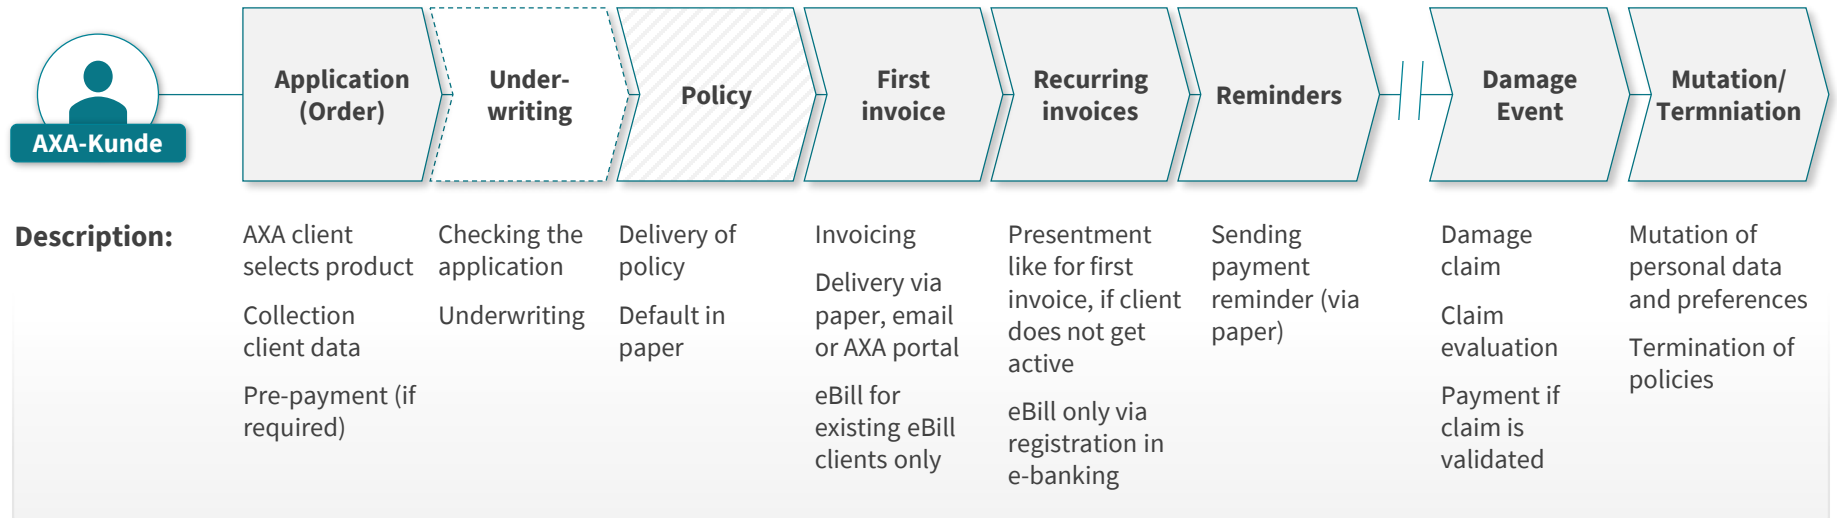 AXA-Kunde
Application
(Order)
Under-
writing
Policy
First
invoice
Recurring
invoices
Reminders
Damage
Event
Mutation/
Termniation
Description:
AXA client
selects product
Collection
client data
Pre-payment (if
required)
Checking the
application
Underwriting
Delivery of
policy
Default in
paper
Invoicing
Delivery via
paper, email
or AXA portal
eBill for
existing eBill
clients only
Presentment
like for first
invoice, if client
does not get
active
eBill only via
registration in
e-banking
Sending
payment
reminder (via
paper)
Damage
claim
Claim
evaluation
Payment if
claim is
validated
Mutation of
personal data
and preferences
Termination of
policies